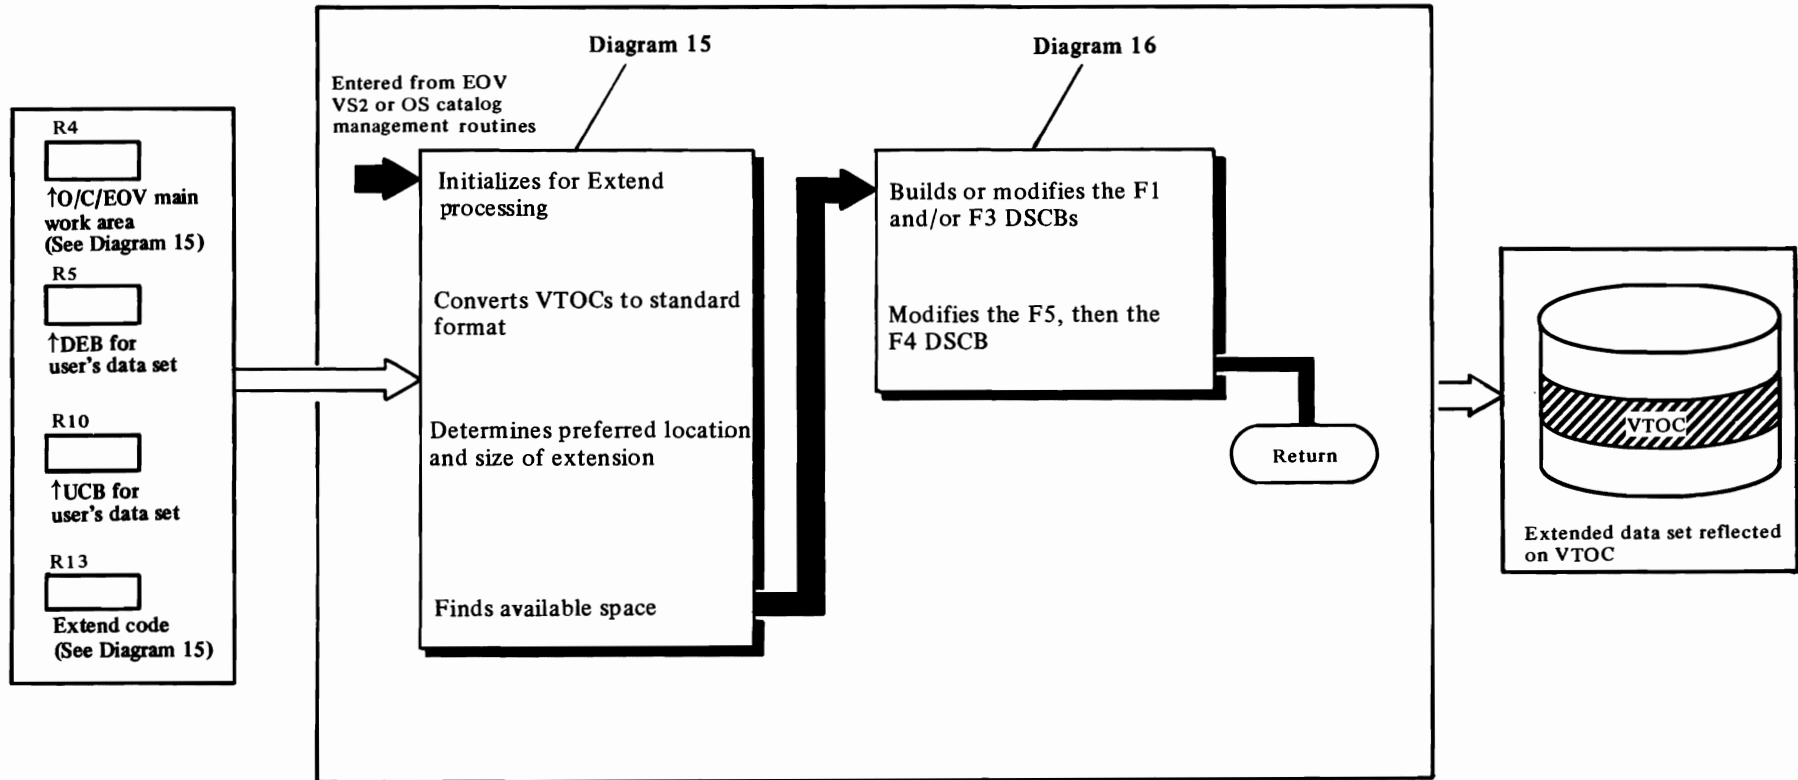 R4
↑O/C/EOV main
work area
(See Diagram 15)
R5
↑DEB for
user's data set
R10
↑UCB for
user's data set
R13
Extend code
(See Diagram 15)
Diagram 15
Entered from EOV
VS2 or OS catalog
management routines
Initializes for Extend
processing
Converts VTOCs to standard
format
Determines preferred location
and size of extension
Finds available space
Diagram 16
Builds or modifies the F1
and/or F3 DSCBs
Modifies the F5, then the
F4 DSCB
Return
VTOC
Extended data set reflected
on VTOC